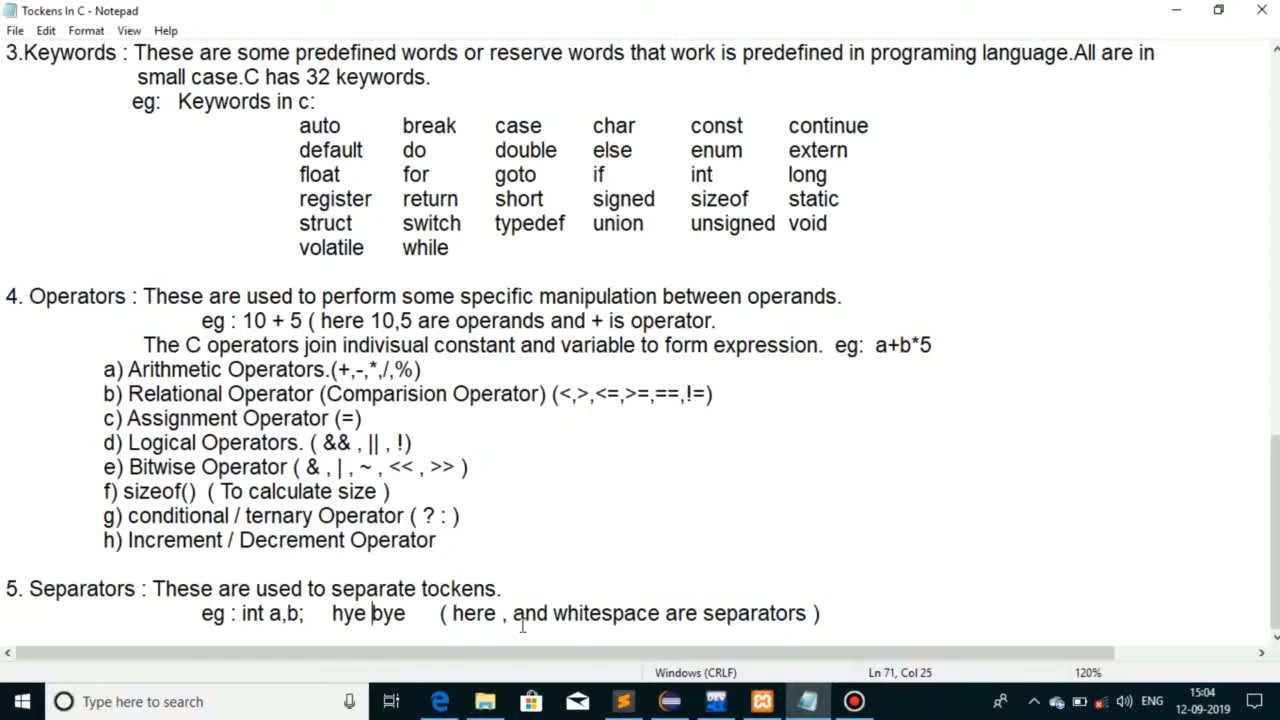 Tockens In C - Notepad
File Edit Format View Help
3.Keywords : These are some predefined words or reserve words that work is predefined in programing language.All are in
small case.C has 32 keywords.
eg: Keywords in c:
auto break case char const continue
default do double else enum extern
float for goto if int long
register return short signed sizeof static
struct switch typedef union unsigned void
volatile while
4. Operators : These are used to perform some specific manipulation between operands.
eg : 10 + 5 ( here 10,5 are operands and + is operator.
The C operators join indivisual constant and variable to form expression. eg: a+b*5
a) Arithmetic Operators.(+,-,*,/,%)
b) Relational Operator (Comparision Operator) (<,>,<=,>=,==,!=)
c) Assignment Operator (=)
d) Logical Operators. ( && , || , !)
e) Bitwise Operator ( & , | , ~ , << , >> )
f) sizeof() ( To calculate size )
g) conditional / ternary Operator ( ? : )
h) Increment / Decrement Operator
5. Separators : These are used to separate tockens.
eg : int a,b; hye bye ( here , and whitespace are separators )
Windows (CRLF) Ln 71, Col 25 120%
Type here to search DEV ENG 15:04
12-09-2019